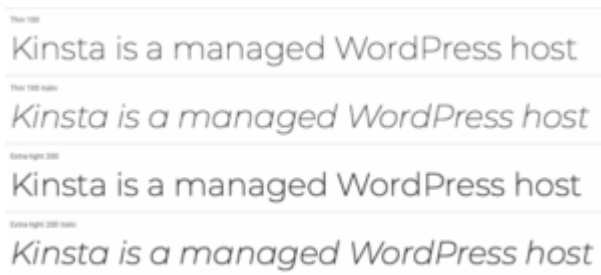 Thin 100
Kinsta is a managed WordPress host
Thin 100 Italic
Kinsta is a managed WordPress host
Extra-light 200
Kinsta is a managed WordPress host
Extra-light 200 Italic
Kinsta is a managed WordPress host